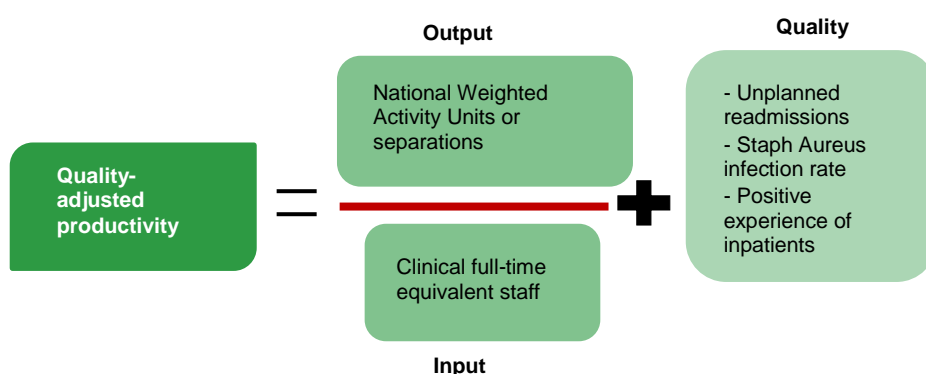 Output
Quality
National Weighted
Activity Units or
separations
- Unplanned
readmissions
- Staph Aureus
infection rate
- Positive
experience of
inpatients
Quality-
adjusted
productivity
=
+
Clinical full-time
equivalent staff
Input